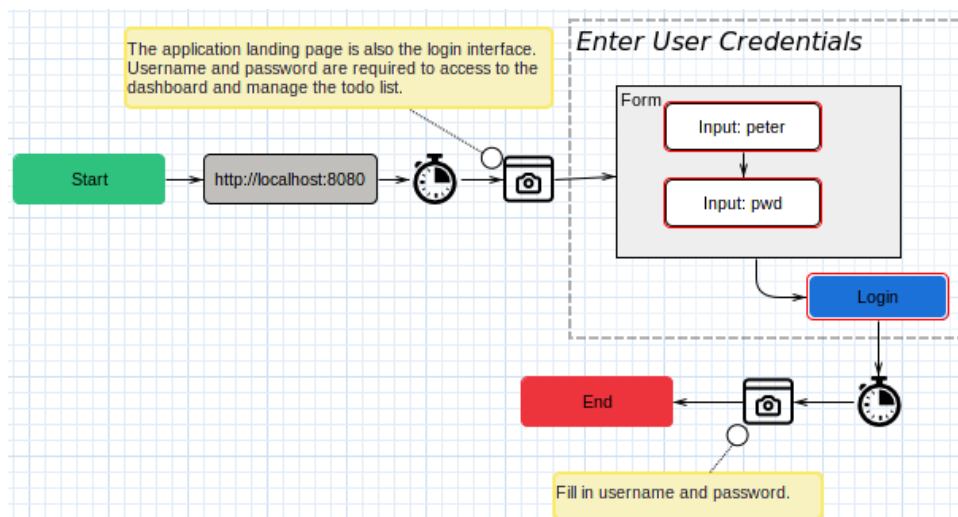 The application landing page is also the login interface.
Username and password are required to access to the
dashboard and manage the todo list.
Enter User Credentials
Form
Input: peter
Start
http://localhost:8080
Input: pwd
Login
End
Fill in username and password.